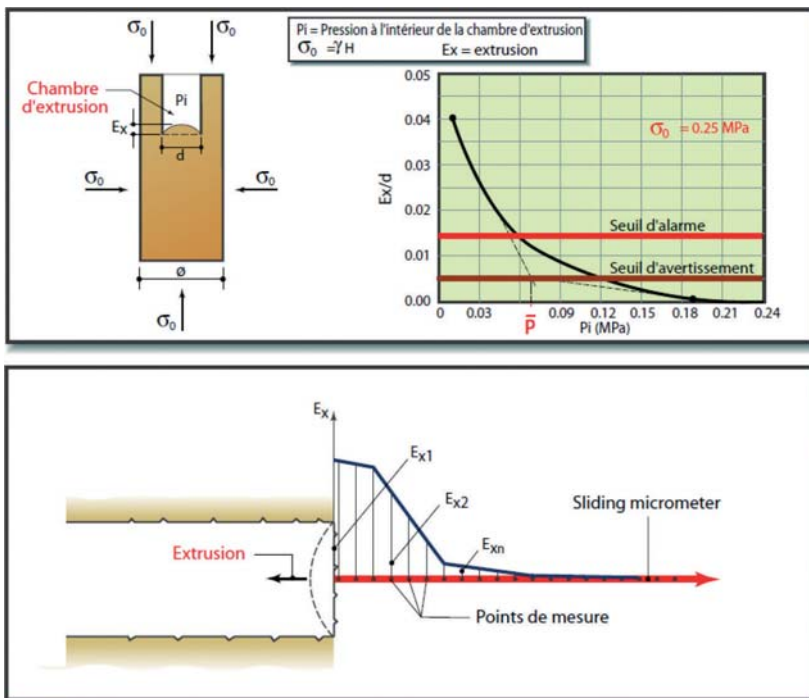 Pi = Pression à l'intérieur de la chambre d'extrusion
σ0 = γH Ex = extrusion
σ0 σ0
Chambre
d'extrusion
Pi
Ex
d
σ0 σ0
ø
σ0
0.05
0.04
0.03
0.02
0.01
0.00
Ex/d
σ0 = 0.25 MPa
Seuil d'alarme
Seuil d'avertissement
0 0.03 0.06 0.09 0.12 0.15 0.18 0.21 0.24
P̅
Pi (MPa)
Ex
Ex1
Ex2
Exn
Sliding micrometer
Extrusion
Points de mesure